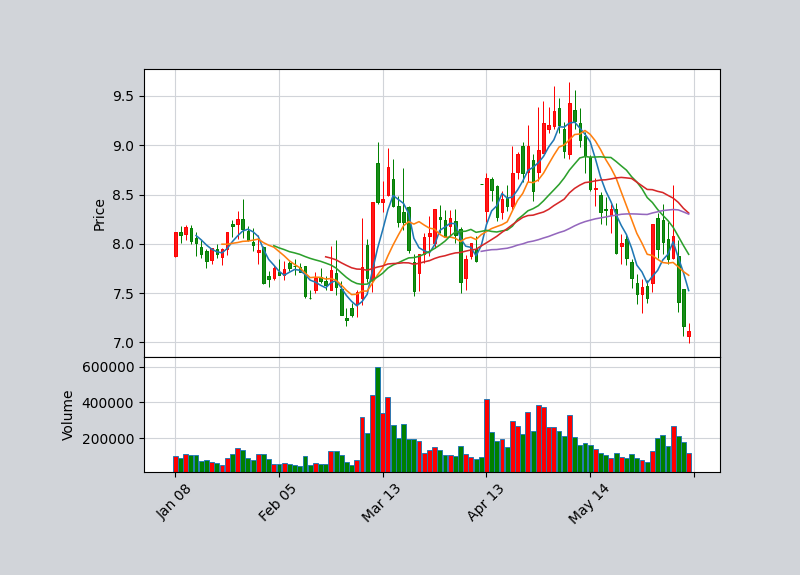 Price
9.5
9.0
8.5
8.0
7.5
7.0
Volume
600000
400000
200000
Jan 08
Feb 05
Mar 13
Apr 13
May 14